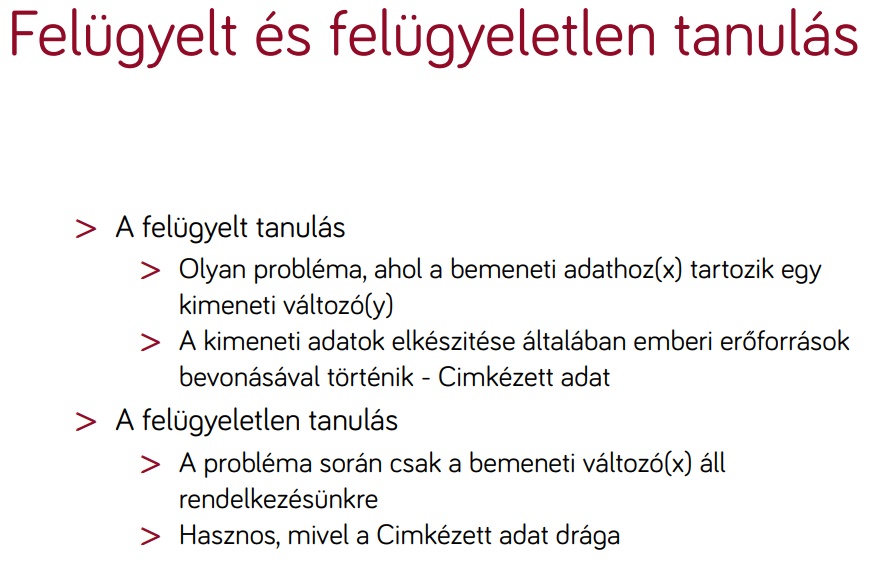 Felügyelt és felügyeletlen tanulás
> A felügyelt tanulás
> Olyan probléma, ahol a bemeneti adathoz(x) tartozik egy
kimeneti változó(y)
> A kimeneti adatok elkészitése általában emberi erőforrások
bevonásával történik - Cimkézett adat
> A felügyeletlen tanulás
> A probléma során csak a bemeneti változó(x) áll
rendelkezésünkre
> Hasznos, mivel a Cimkézett adat drága